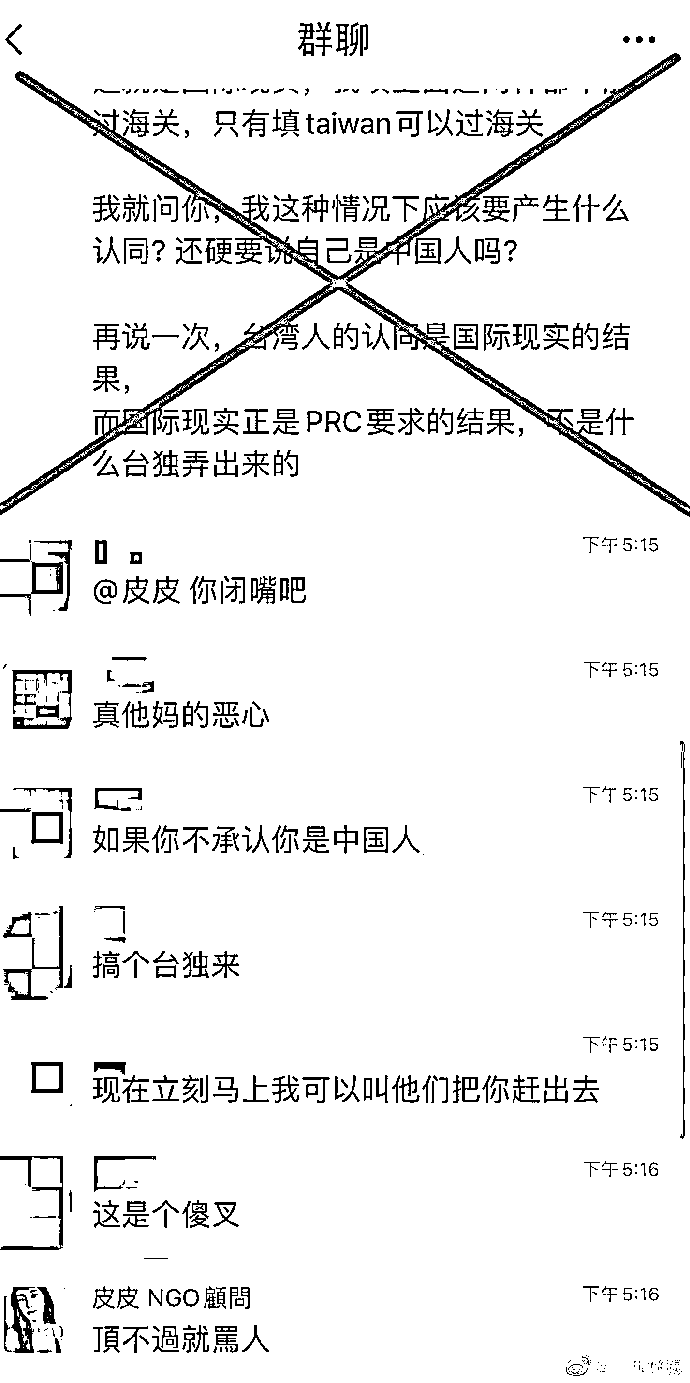 群聊
过海关，只有填taiwan可以过海关
我就问你，我这种情况下应该要产生什么
认同？还硬要说自己是中国人吗？
再说一次，台湾人的认同是国际现实的结
果，
而国际现实正是PRC要求的结果，不是什
么台独弄出来的
下午5:15
@皮皮 你闭嘴吧
下午5:15
真他妈的恶心
下午5:15
如果你不承认你是中国人
下午5:15
搞个台独来
下午5:15
现在立刻马上我可以叫他们把你赶出去
下午5:16
这是个傻叉
皮皮 NGO顧問 下午5:16
頂不過就罵人